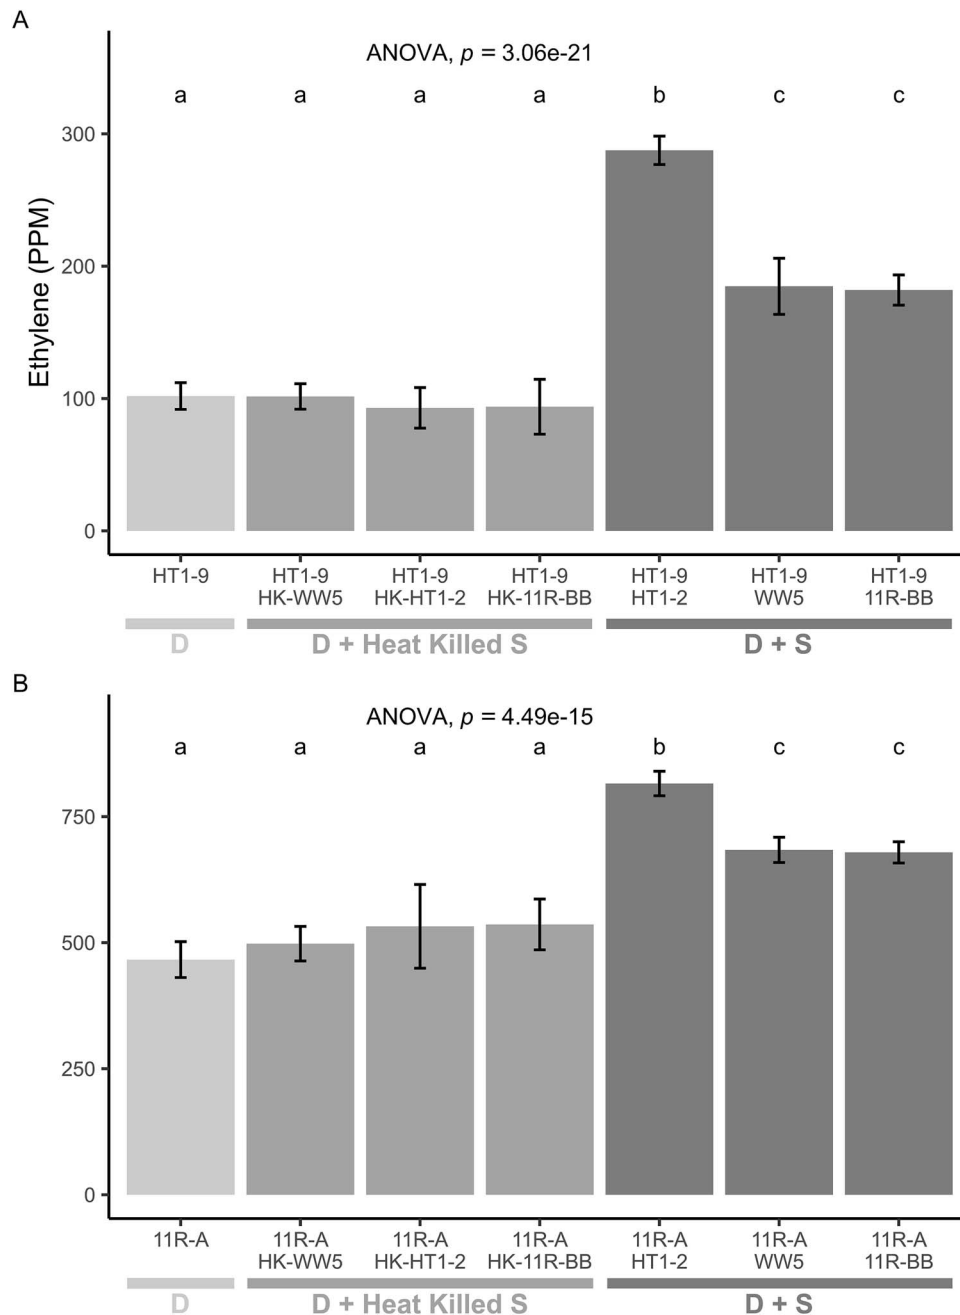 A
ANOVA, p = 3.06e-21
a a a a b c c
Ethylene (PPM)
300
200
100
0
HT1-9 HT1-9 HT1-9 HT1-9 HT1-9 HT1-9 HT1-9
HK-WW5 HK-HT1-2 HK-11R-BB HT1-2 WW5 11R-BB
D D + Heat Killed S D + S
B
ANOVA, p = 4.49e-15
a a a a b c c
750
500
250
0
11R-A 11R-A 11R-A 11R-A 11R-A 11R-A 11R-A
HK-WW5 HK-HT1-2 HK-11R-BB HT1-2 WW5 11R-BB
D D + Heat Killed S D + S